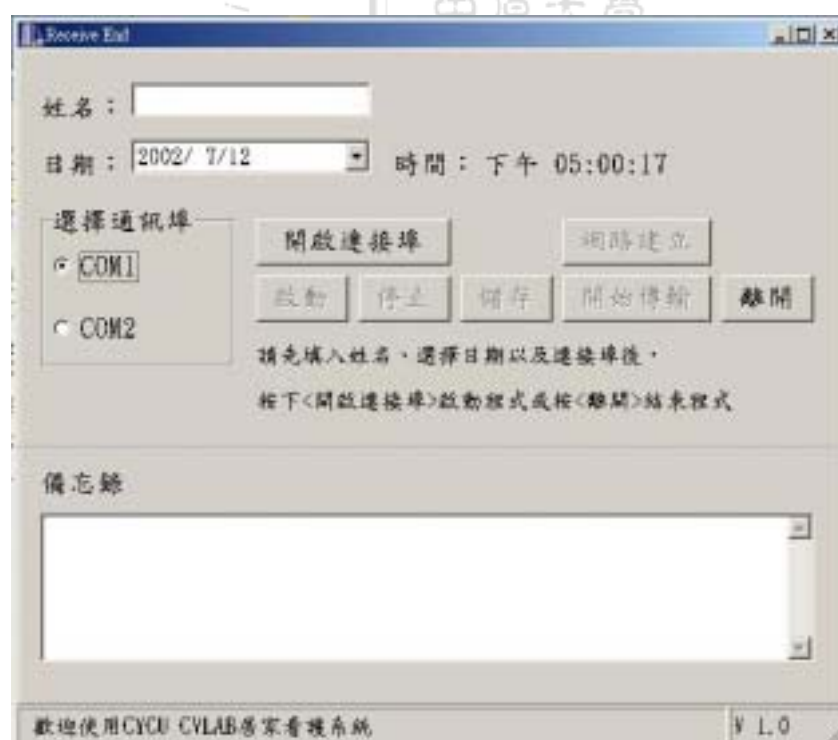 Receive End
姓名：
日期： 2002/ 7/12 時間：下午 05:00:17
選擇通訊埠
COM1
COM2
開啟連接埠 網路建立
啟動 停止 儲存 開始傳輸 離開
請先填入姓名、選擇日期以及連接埠後，
按下<開啟連接埠>啟動程式或按<離開>結束程式
備忘錄
歡迎使用CYCU CVLAB居家看護系統 V 1.0